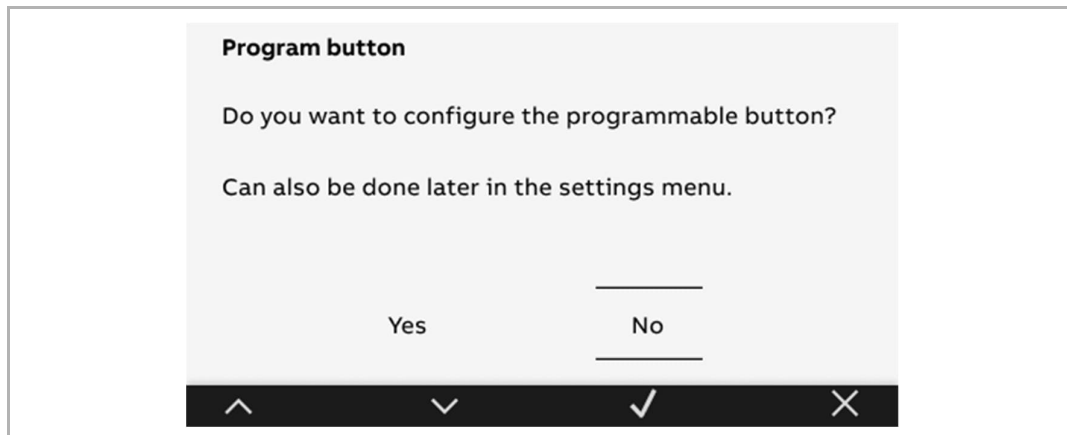 Program button
Do you want to configure the programmable button?
Can also be done later in the settings menu.
Yes No